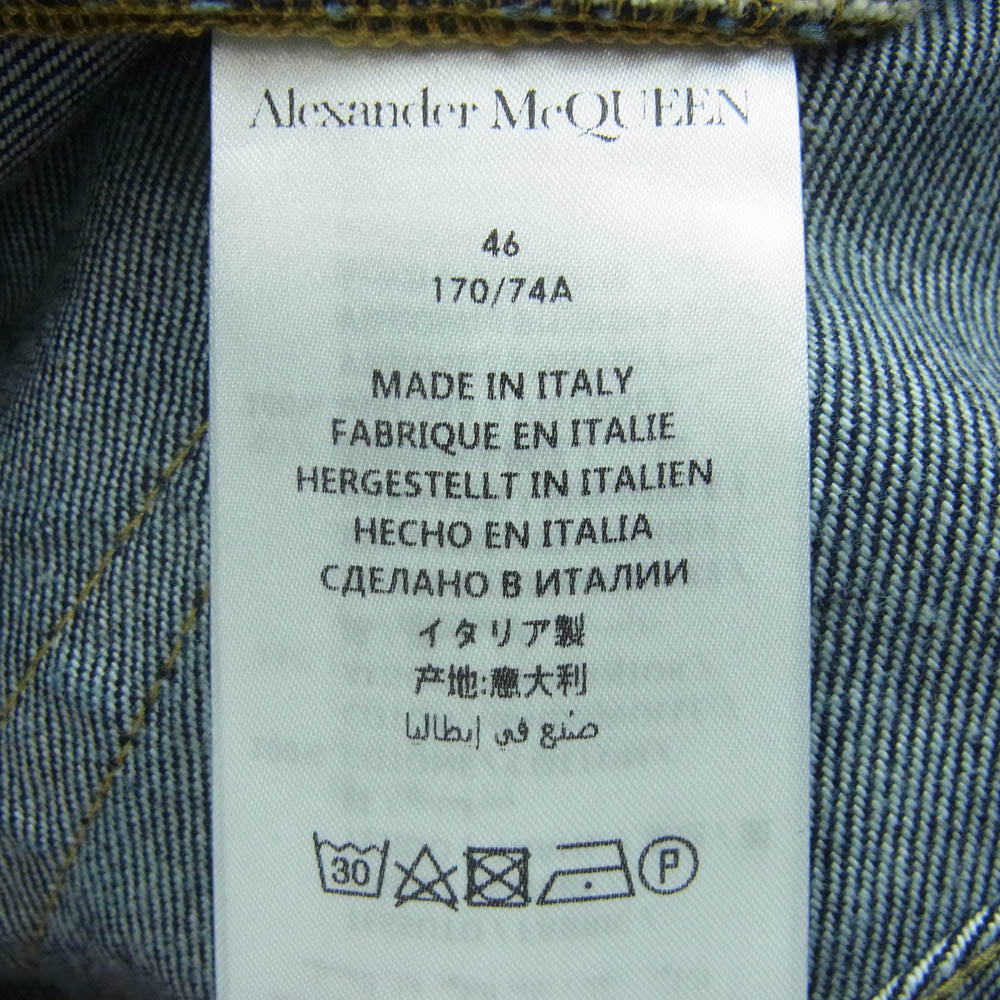 Alexander McQUEEN
46
170/74A
MADE IN ITALY
FABRIQUE EN ITALIE
HERGESTELLT IN ITALIEN
HECHO EN ITALIA
СДЕЛАНО В ИТАЛИИ
イタリア製
产地:意大利
صنع في إيطاليا
30 P